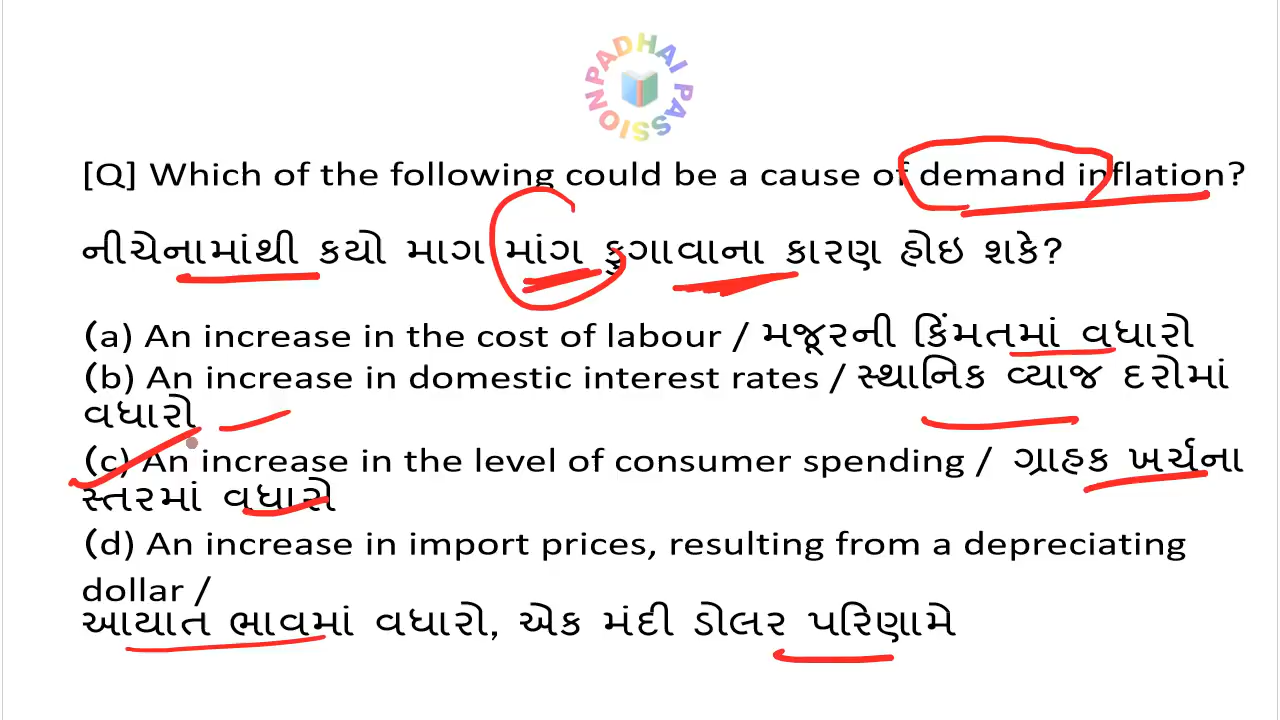 PADHAI PASSION
[Q] Which of the following could be a cause of demand inflation?
નીચેનામાંથી કયો માગ માંગ ફુગાવાના કારણ હોઇ શકે?
(a) An increase in the cost of labour / મજૂરની કિંમતમાં વધારો
(b) An increase in domestic interest rates / સ્થાનિક વ્યાજ દરોમાં
વધારો
(c) An increase in the level of consumer spending / ગ્રાહક ખર્ચના
સ્તરમાં વધારો
(d) An increase in import prices, resulting from a depreciating
dollar /
આયાત ભાવમાં વધારો, એક મંદી ડોલર પરિણામે